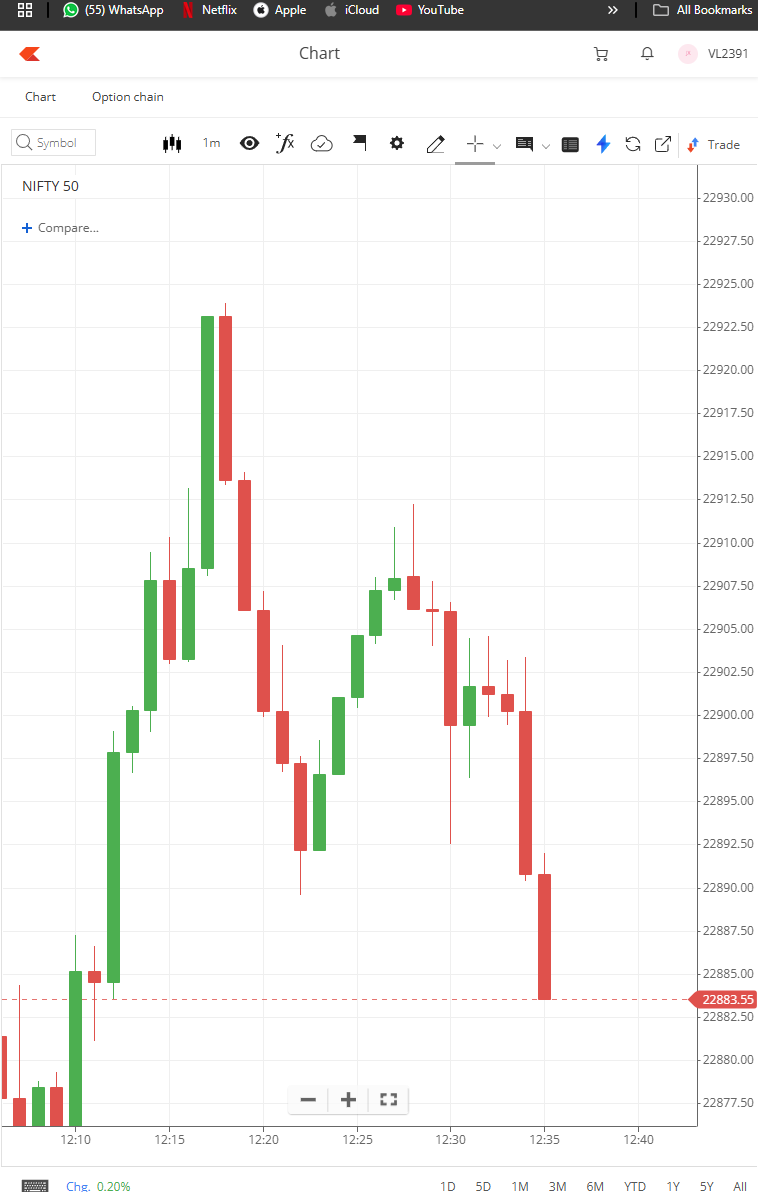 (55) WhatsApp Netflix Apple iCloud YouTube » All Bookmarks
Chart VL2391
Chart Option chain
Symbol 1m Trade
NIFTY 50
Compare...
22930.00
22927.50
22925.00
22922.50
22920.00
22917.50
22915.00
22912.50
22910.00
22907.50
22905.00
22902.50
22900.00
22897.50
22895.00
22892.50
22890.00
22887.50
22885.00
22883.55
22882.50
22880.00
22877.50
12:10 12:15 12:20 12:25 12:30 12:35 12:40
Chg. 0.20% 1D 5D 1M 3M 6M YTD 1Y 5Y All